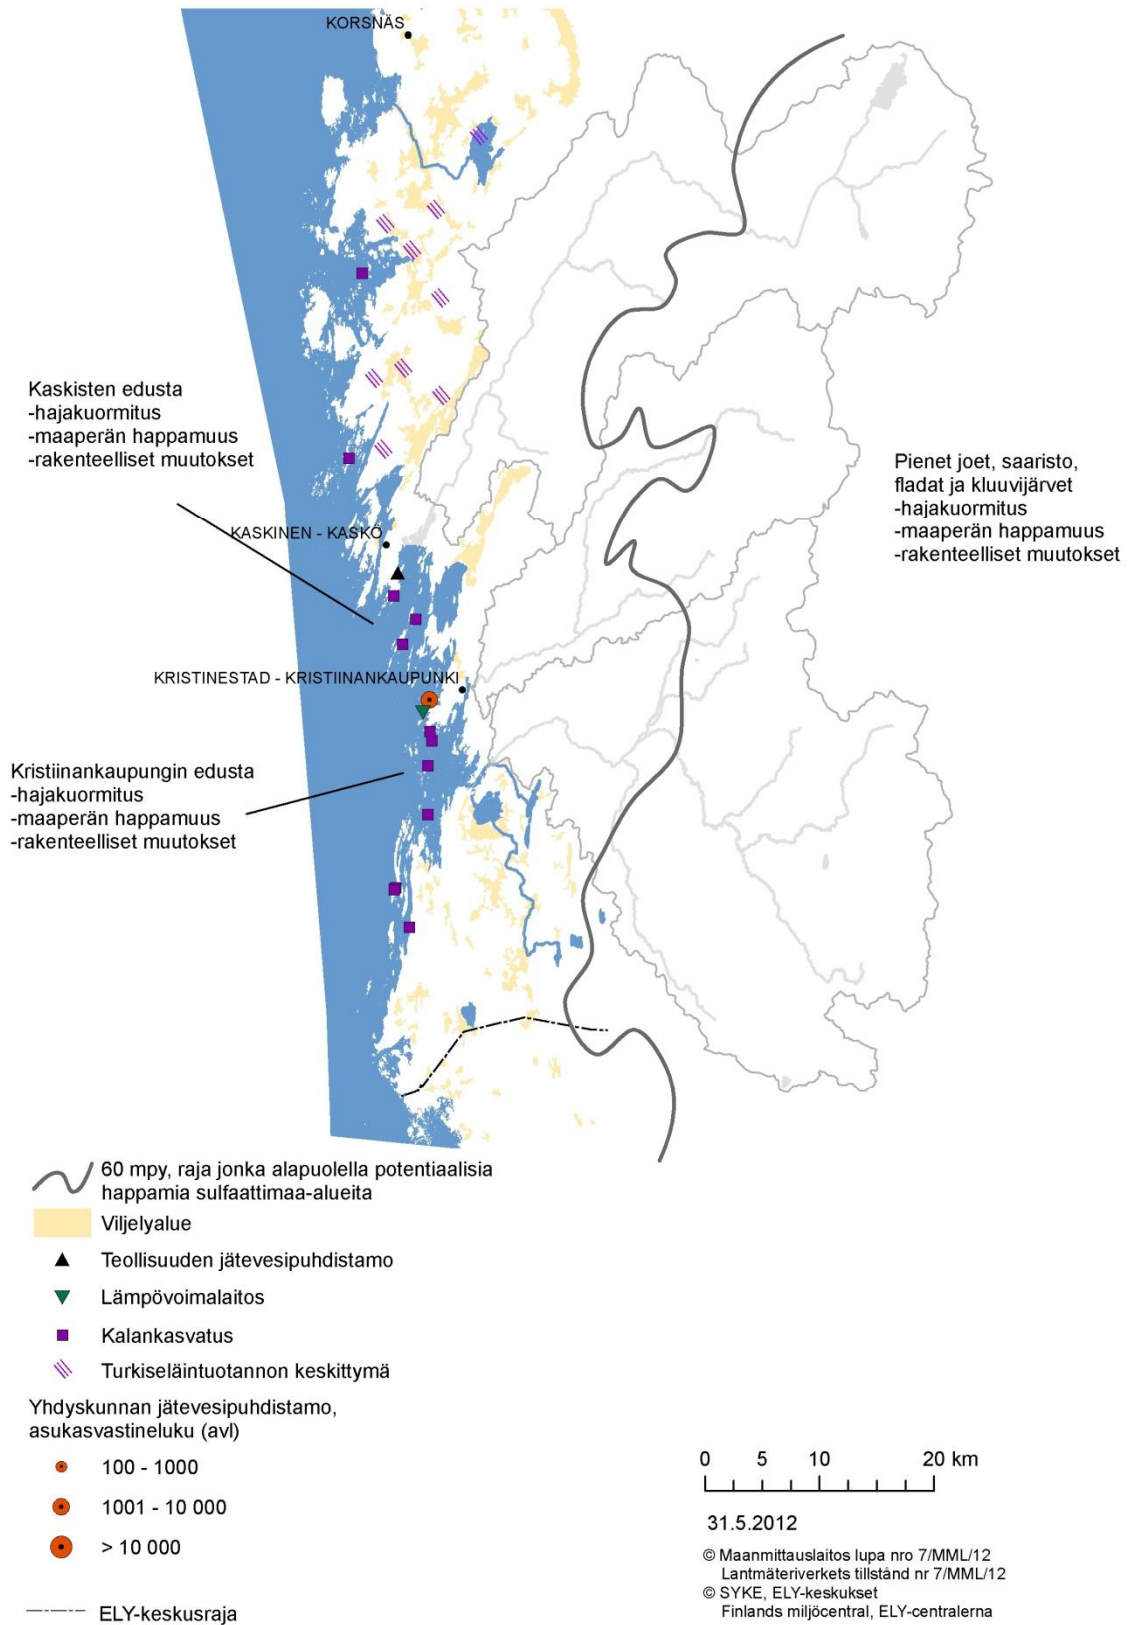 KORSNÄS
Kaskisten edusta
-hajakuormitus
-maaperän happamuus
-rakenteelliset muutokset
Pienet joet, saaristo,
fladat ja kluuvijärvet
-hajakuormitus
-maaperän happamuus
-rakenteelliset muutokset
KASKINEN - KASKÖ
KRISTINESTAD - KRISTIINANKAUPUNKI
Kristiinankaupungin edusta
-hajakuormitus
-maaperän happamuus
-rakenteelliset muutokset
60 mpy, raja jonka alapuolella potentiaalisia
happamia sulfaattimaa-alueita
Viljelyalue
Teollisuuden jätevesipuhdistamo
Lämpövoimalaitos
Kalankasvatus
Turkiseläintuotannon keskittymä
Yhdyskunnan jätevesipuhdistamo,
asukasvastineluku (avl)
100 - 1000
1001 - 10 000
> 10 000
ELY-keskusraja
0 5 10 20 km
31.5.2012
© Maanmittauslaitos lupa nro 7/MML/12
Lantmäteriverkets tillstånd nr 7/MML/12
© SYKE, ELY-keskukset
Finlands miljöcentral, ELY-centralerna